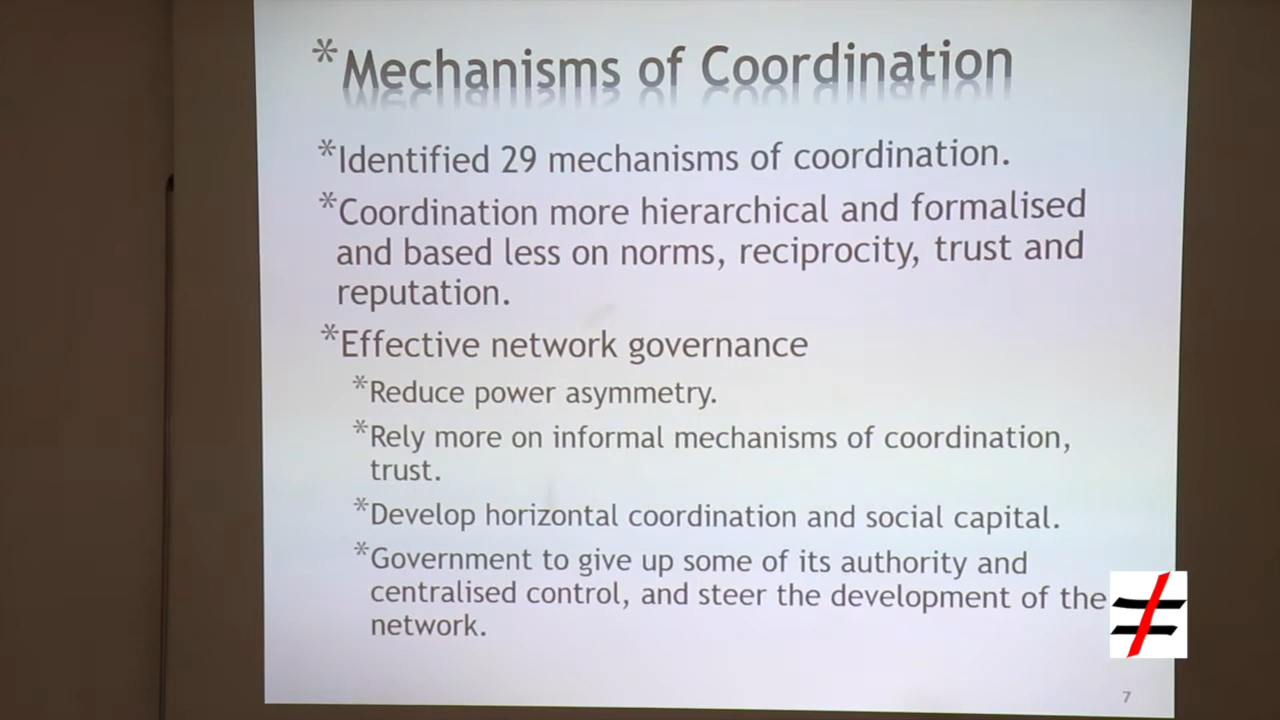 *Mechanisms of Coordination
*Identified 29 mechanisms of coordination.
*Coordination more hierarchical and formalised
and based less on norms, reciprocity, trust and
reputation.
*Effective network governance
*Reduce power asymmetry.
*Rely more on informal mechanisms of coordination,
trust.
*Develop horizontal coordination and social capital.
*Government to give up some of its authority and
centralised control, and steer the development of the
network.
7